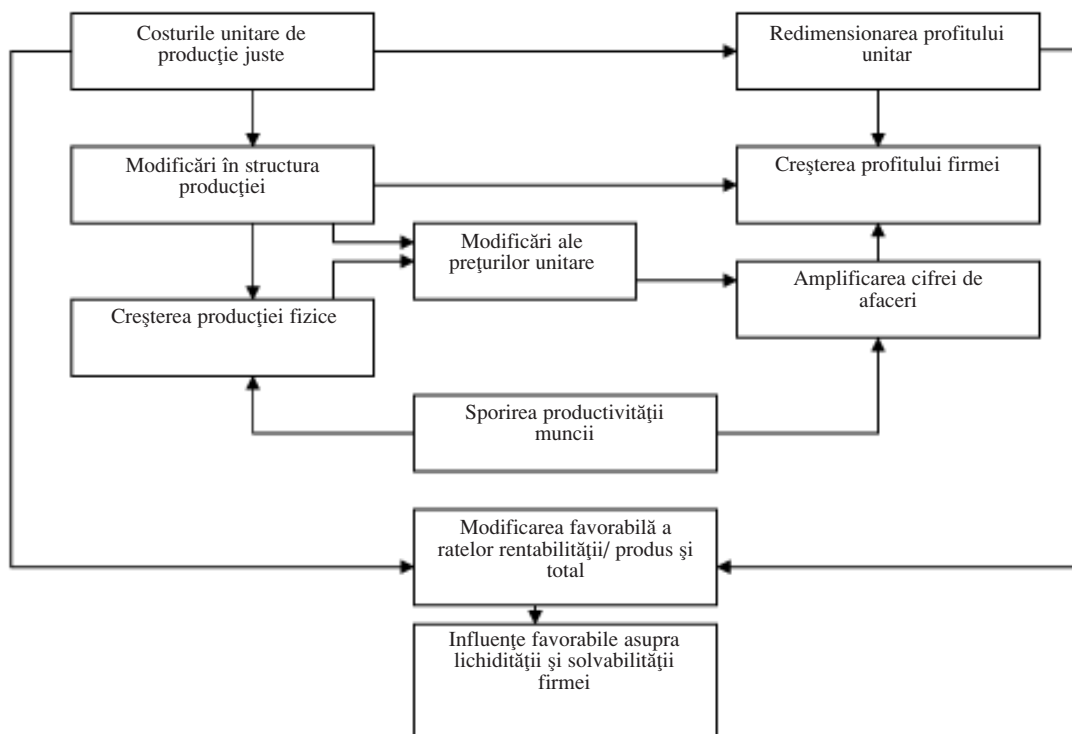 Costurile unitare de
producţie juste
Redimensionarea profitului
unitar
Modificări în structura
producţiei
Creşterea profitului firmei
Modificări ale
preţurilor unitare
Amplificarea cifrei de
afaceri
Creşterea producţiei fizice
Sporirea productivităţii
muncii
Modificarea favorabilă a
ratelor rentabilităţii/ produs şi
total
Influenţe favorabile asupra
lichidităţii şi solvabilităţii
firmei